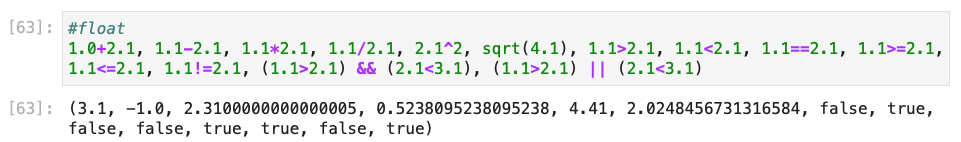 [63]: #float
1.0+2.1, 1.1-2.1, 1.1*2.1, 1.1/2.1, 2.1^2, sqrt(4.1), 1.1>2.1, 1.1<2.1, 1.1==2.1, 1.1>=2.1,
1.1<=2.1, 1.1!=2.1, (1.1>2.1) && (2.1<3.1), (1.1>2.1) || (2.1<3.1)
[63]: (3.1, -1.0, 2.3100000000000005, 0.5238095238095238, 4.41, 2.0248456731316584, false, true,
false, false, true, true, false, true)